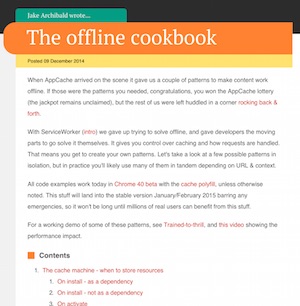 Jake Archibald wrote...
The offline cookbook
Posted 09 December 2014
When AppCache arrived on the scene it gave us a couple of patterns to make content work
offline. If those were the patterns you needed, congratulations, you won the AppCache lottery
(the jackpot remains unclaimed), but the rest of us were left huddled in a corner rocking back &
forth.
With ServiceWorker (intro) we gave up trying to solve offline, and gave developers the moving
parts to go solve it themselves. It gives you control over caching and how requests are handled.
That means you get to create your own patterns. Let's take a look at a few possible patterns in
isolation, but in practice you'll likely use many of them in tandem depending on URL & context.
All code examples work today in Chrome 40 beta with the cache polyfill, unless otherwise
noted. This stuff will land into the stable version January/February 2015 barring any
emergencies, so it won't be long until millions of real users can benefit from this stuff.
For a working demo of some of these patterns, see Trained-to-thrill, and this video showing the
performance impact.
Contents
1. The cache machine - when to store resources
1. On install - as a dependency
2. On install - not as a dependency
3. On activate